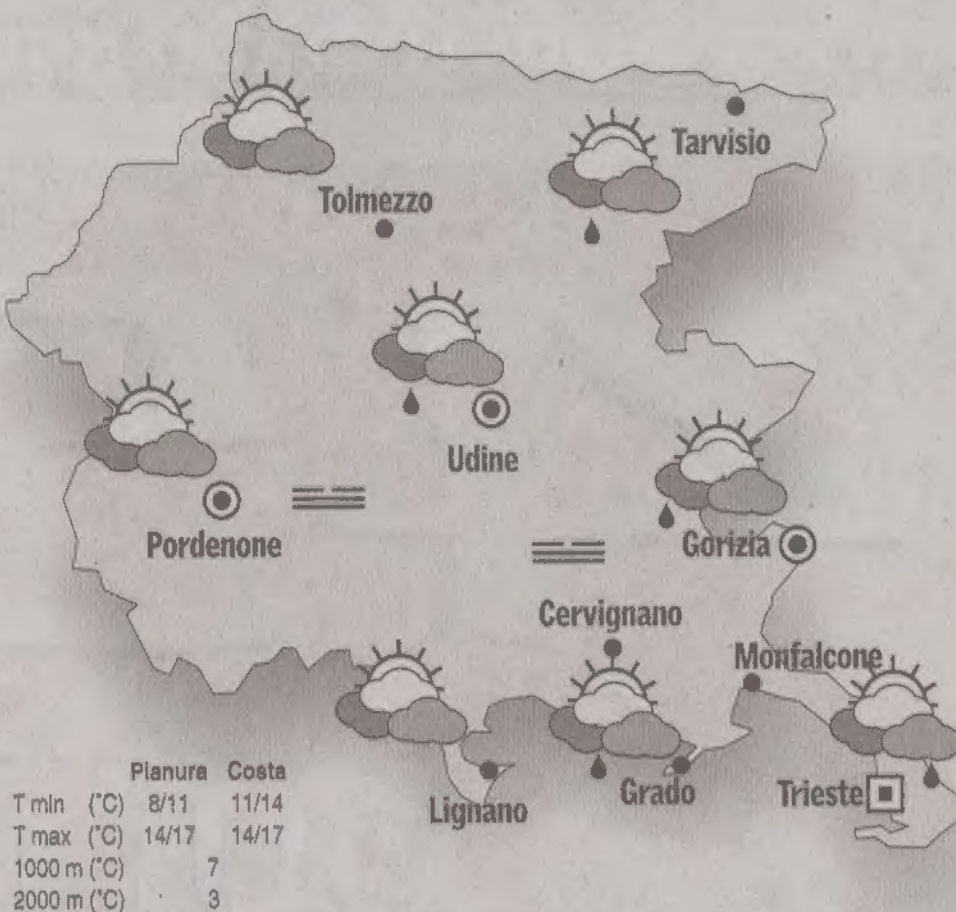 Tarvisio
Tolmezzo
Udine
Pordenone
Gorizia
Cervignano
Monfalcone
Lignano
Grado
Trieste
Pianura Costa
T min (°C) 8/11 11/14
T max (°C) 14/17 14/17
1000 m (°C) 7
2000 m (°C) 3